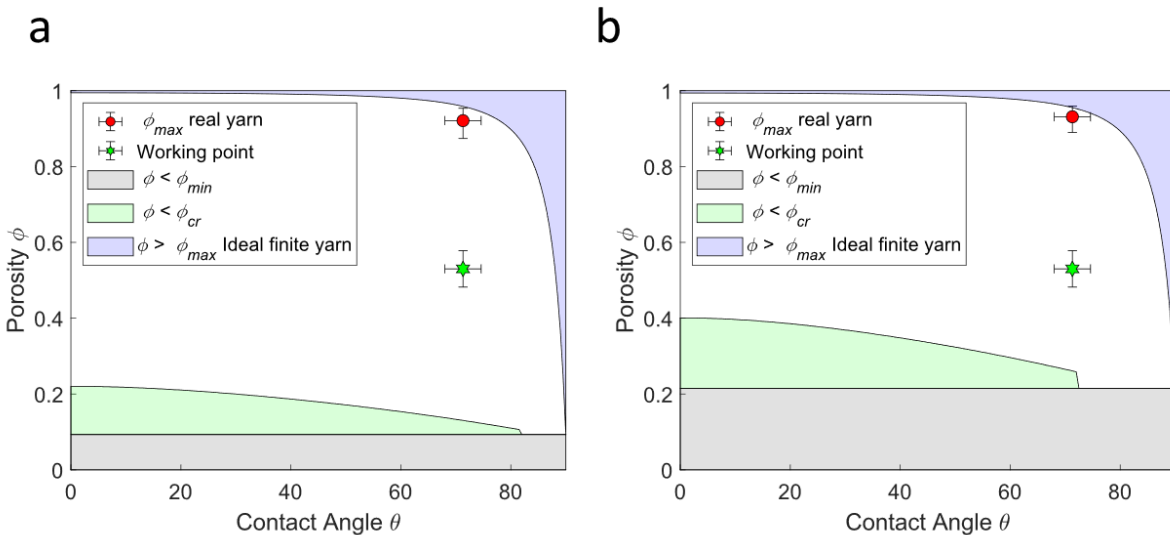 a
1
0.8
0.6
0.4
0.2
0
Porosity ϕ
ϕmax real yarn
Working point
ϕ < ϕmin
ϕ < ϕcr
ϕ > ϕmax Ideal finite yarn
0 20 40 60 80
Contact Angle θ
b
1
0.8
0.6
0.4
0.2
0
Porosity ϕ
ϕmax real yarn
Working point
ϕ < ϕmin
ϕ < ϕcr
ϕ > ϕmax Ideal finite yarn
0 20 40 60 80
Contact Angle θ